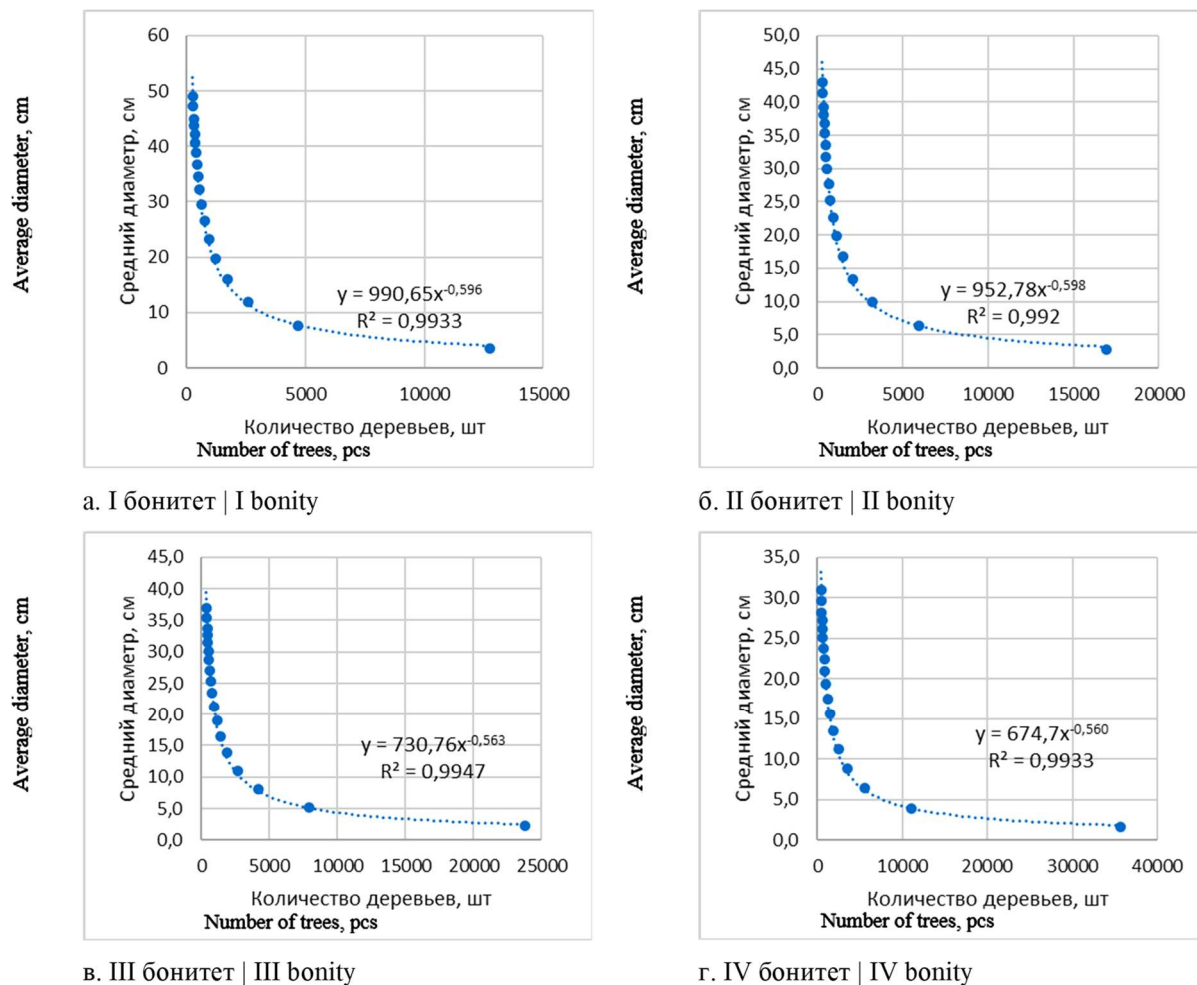 Average diameter, cm
Средний диаметр, см
60
50
40
30
20
10
0
y = 990,65x^-0,596
R² = 0,9933
0 5000 10000 15000
Количество деревьев, шт
Number of trees, pcs
а. I бонитет | I bonity
Average diameter, cm
Средний диаметр, см
50,0
45,0
40,0
35,0
30,0
25,0
20,0
15,0
10,0
5,0
0,0
y = 952,78x^-0,598
R² = 0,992
0 5000 10000 15000 20000
Количество деревьев, шт
Number of trees, pcs
б. II бонитет | II bonity
Average diameter, cm
Средний диаметр, см
45,0
40,0
35,0
30,0
25,0
20,0
15,0
10,0
5,0
0,0
y = 730,76x^-0,563
R² = 0,9947
0 5000 10000 15000 20000 25000
Количество деревьев, шт
Number of trees, pcs
в. III бонитет | III bonity
Average diameter, cm
Средний диаметр, см
35,0
30,0
25,0
20,0
15,0
10,0
5,0
0,0
y = 674,7x^-0,560
R² = 0,9933
0 10000 20000 30000 40000
Количество деревьев, шт
Number of trees, pcs
г. IV бонитет | IV bonity